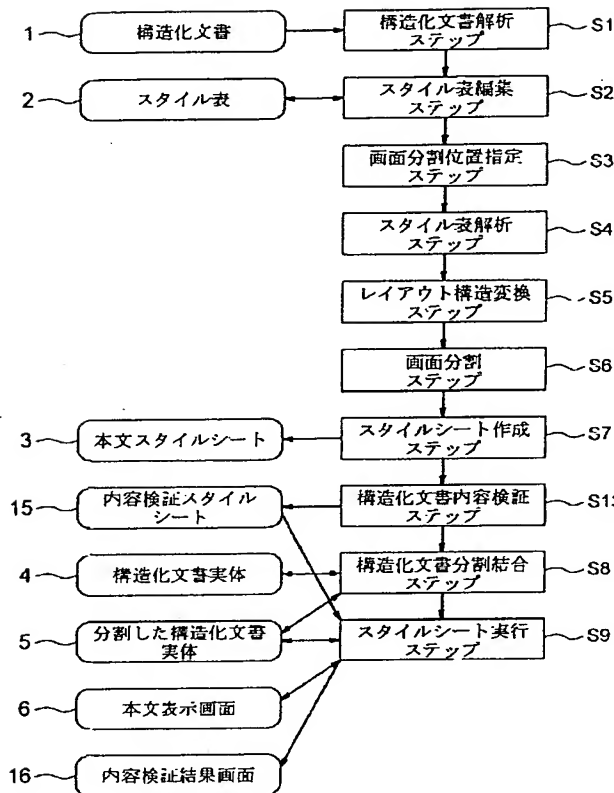 1 構造化文書
構造化文書解析
ステップ S1
2 スタイル表
スタイル表編集
ステップ S2
画面分割位置指定
ステップ S3
スタイル表解析
ステップ S4
レイアウト構造変換
ステップ S5
画面分割
ステップ S6
3 本文スタイルシート
スタイルシート作成
ステップ S7
15 内容検証スタイル
シート
構造化文書内容検証
ステップ S13
4 構造化文書実体
構造化文書分割結合
ステップ S8
5 分割した構造化文書
実体
スタイルシート実行
ステップ S9
6 本文表示画面
16 内容検証結果画面